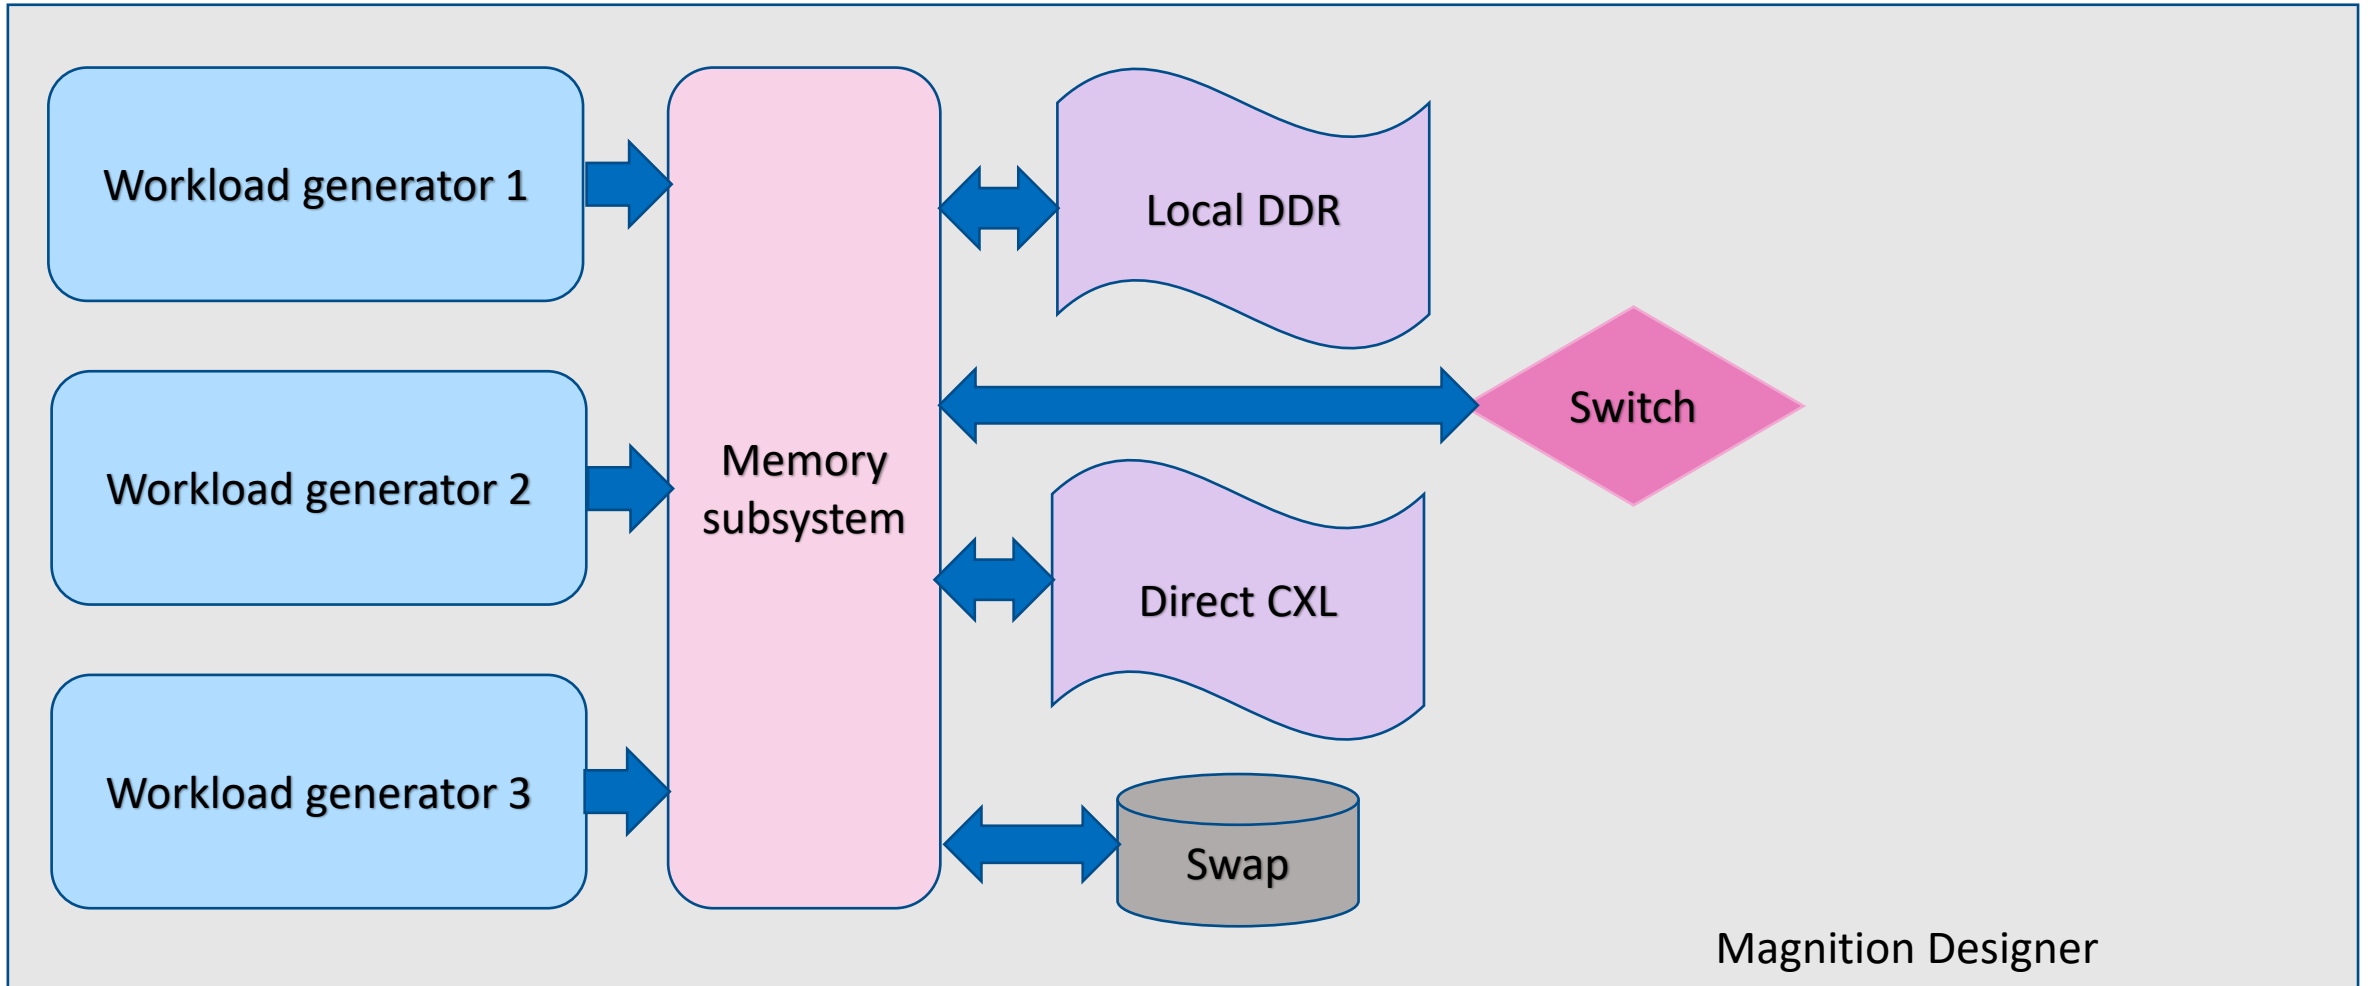 Workload generator 1
Workload generator 2
Workload generator 3
Memory
subsystem
Local DDR
Switch
Direct CXL
Swap
Magnition Designer